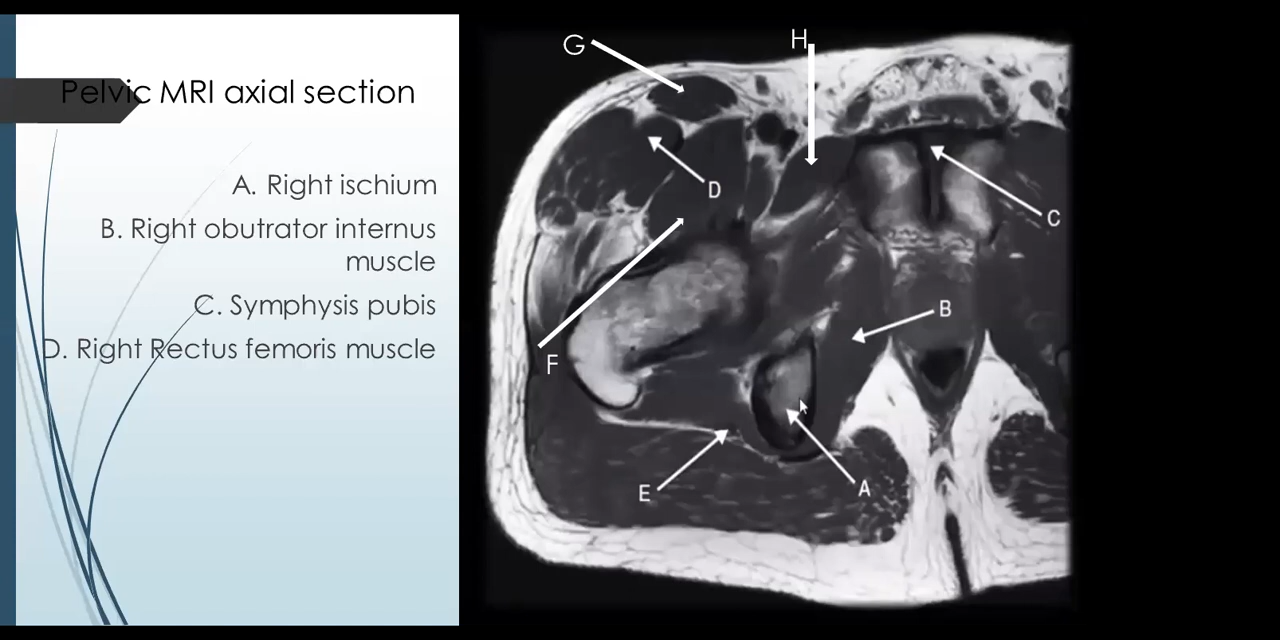 Pelvic MRI axial section
A. Right ischium
B. Right obutrator internus
muscle
C. Symphysis pubis
D. Right Rectus femoris muscle
G
H
D
C
B
F
E
A